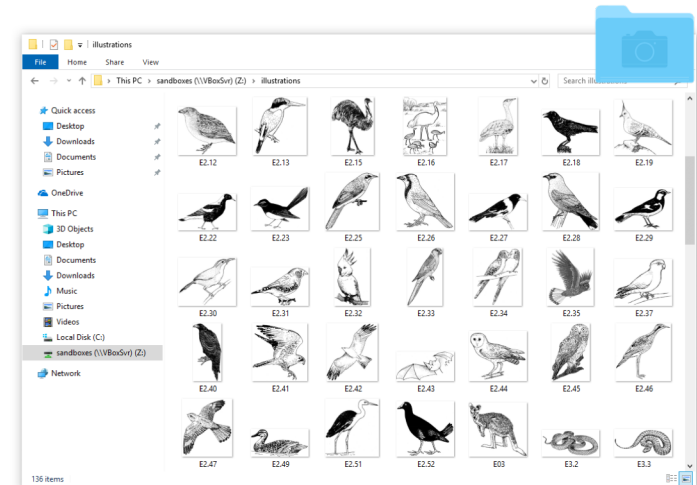 illustrations
File Home Share View
This PC > sandboxes (\\VBoxSvr) (Z:) > illustrations
Search
Quick access
Desktop
Downloads
Documents
Pictures
OneDrive
This PC
3D Objects
Desktop
Documents
Downloads
Music
Pictures
Videos
Local Disk (C:)
sandboxes (\\VBoxSvr) (Z:)
Network
E2.12 E2.13 E2.15 E2.16 E2.17 E2.18 E2.19
E2.22 E2.23 E2.25 E2.26 E2.27 E2.28 E2.29
E2.30 E2.31 E2.32 E2.33 E2.34 E2.35 E2.37
E2.40 E2.41 E2.42 E2.43 E2.44 E2.45 E2.46
E2.47 E2.49 E2.51 E2.52 E03 E3.2 E3.3
136 items